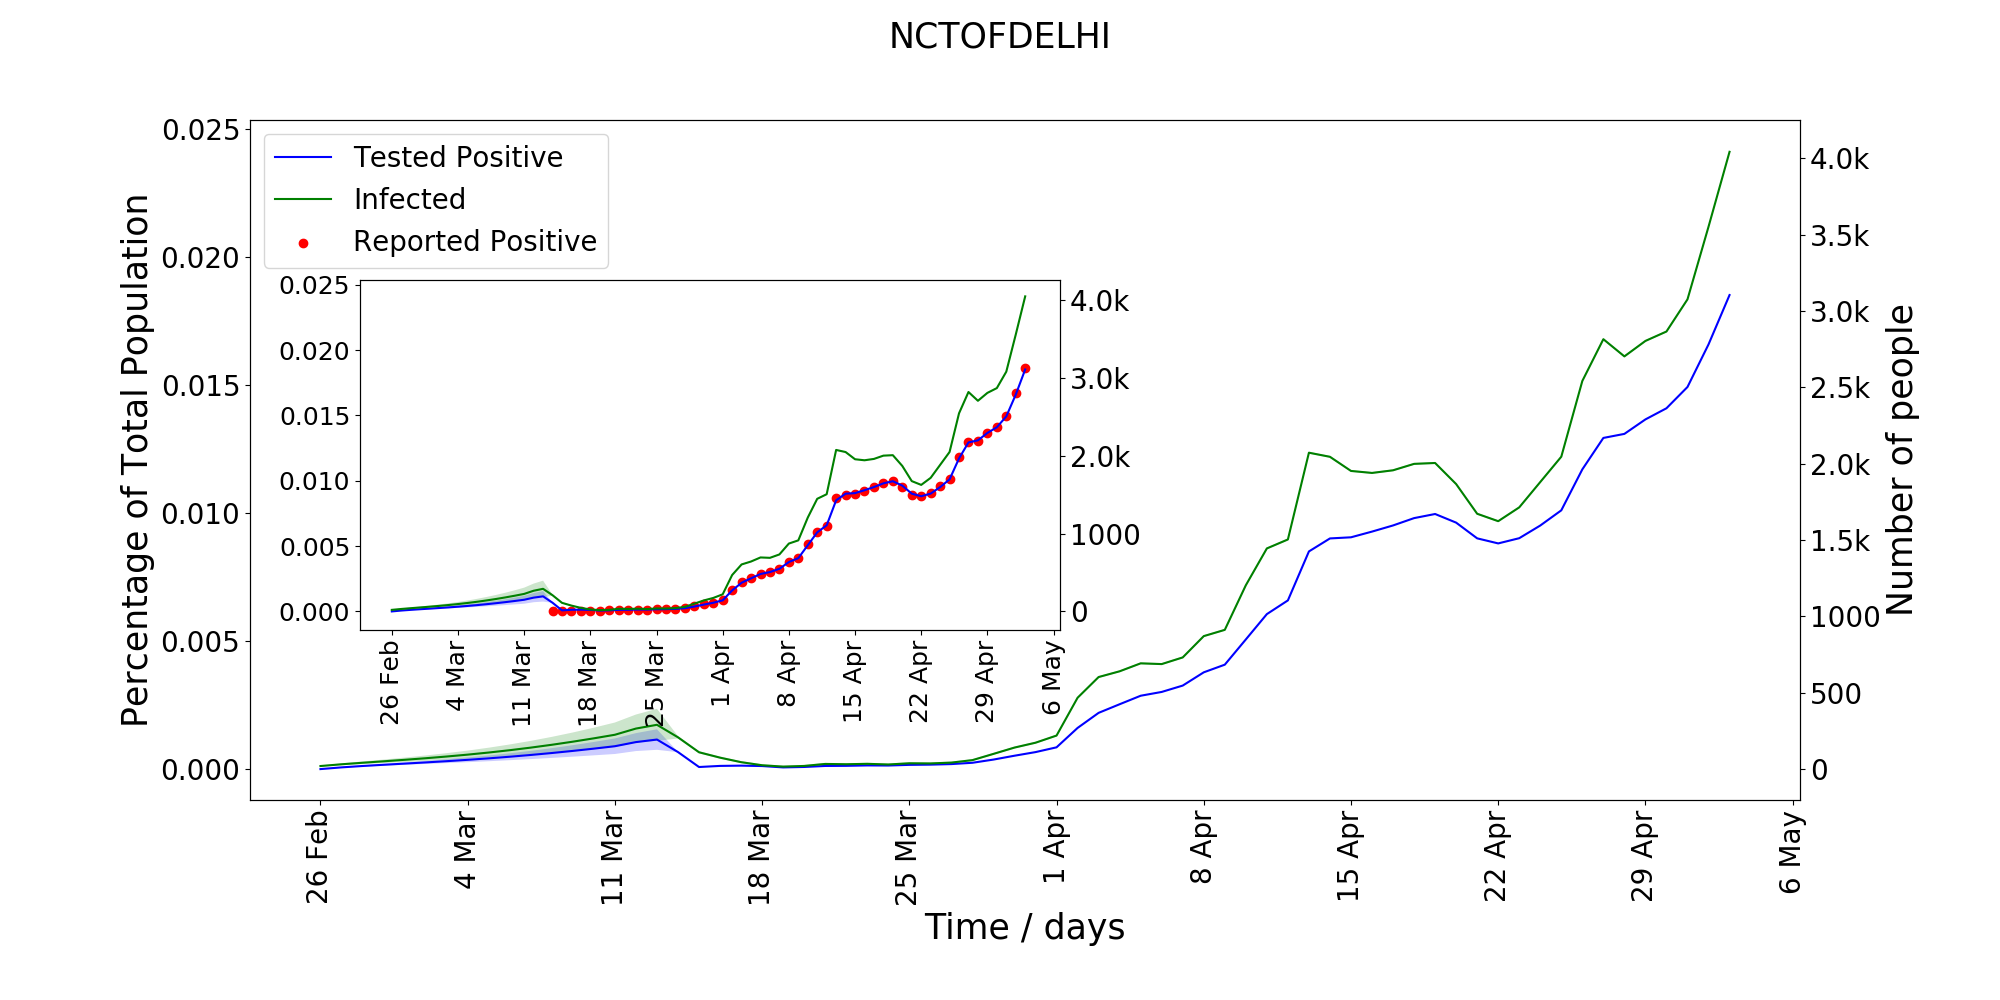 NCTOFDELHI
Percentage of Total Population
0.025
0.020
0.015
0.010
0.005
0.000
Tested Positive
Infected
Reported Positive
0.025
0.020
0.015
0.010
0.005
0.000
4.0k
3.0k
2.0k
1000
0
26 Feb
4 Mar
11 Mar
18 Mar
25 Mar
1 Apr
8 Apr
15 Apr
22 Apr
29 Apr
6 May
4.0k
3.5k
3.0k
2.5k
2.0k
1.5k
1000
500
0
Number of people
26 Feb
4 Mar
11 Mar
18 Mar
25 Mar
1 Apr
8 Apr
15 Apr
22 Apr
29 Apr
6 May
Time / days